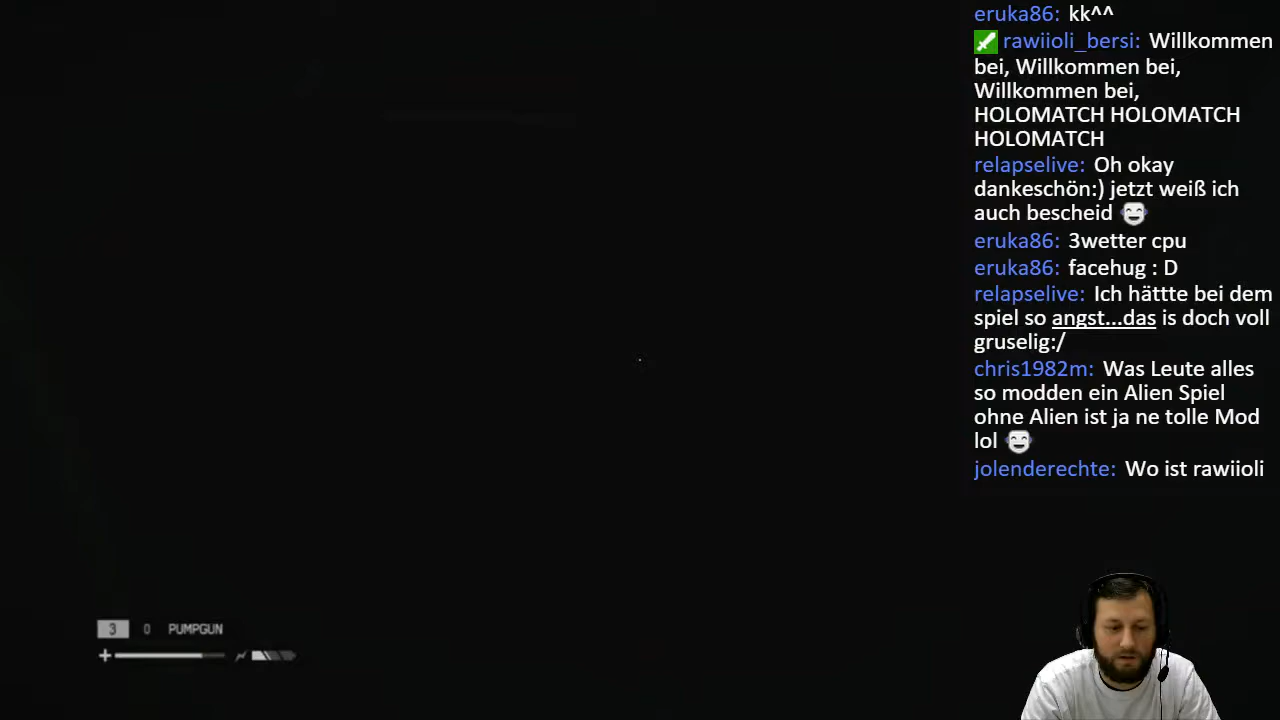 eruka86: kk^^
rawiioli_bersi: Willkommen
bei, Willkommen bei,
Willkommen bei,
HOLOMATCH HOLOMATCH
HOLOMATCH
relapselive: Oh okay
dankeschön:) jetzt weiß ich
auch bescheid
eruka86: 3wetter cpu
eruka86: facehug : D
relapselive: Ich hättte bei dem
spiel so angst...das is doch voll
gruselig:/
chris1982m: Was Leute alles
so modden ein Alien Spiel
ohne Alien ist ja ne tolle Mod
lol
jolenderechte: Wo ist rawiioli
3 0 PUMPGUN